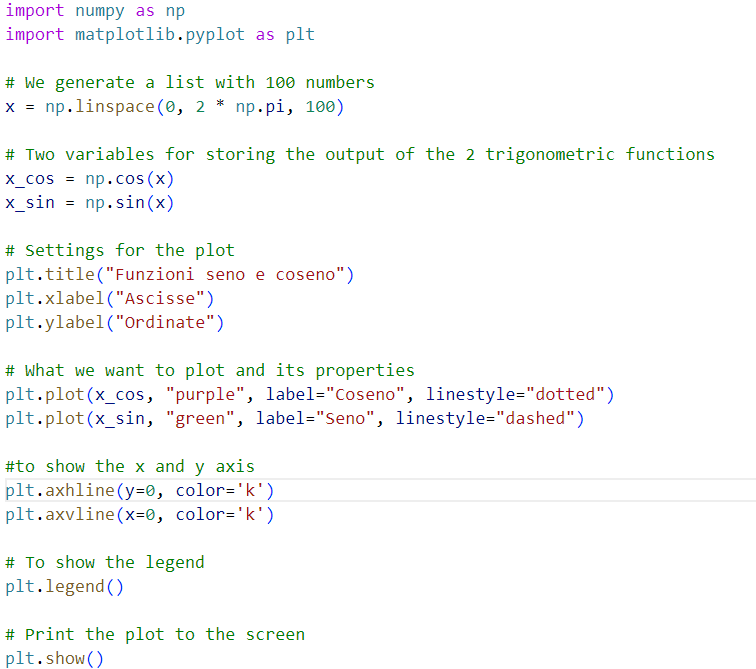 import numpy as np
import matplotlib.pyplot as plt
# We generate a list with 100 numbers
x = np.linspace(0, 2 * np.pi, 100)
# Two variables for storing the output of the 2 trigonometric functions
x_cos = np.cos(x)
x_sin = np.sin(x)
# Settings for the plot
plt.title("Funzioni seno e coseno")
plt.xlabel("Ascisse")
plt.ylabel("Ordinate")
# What we want to plot and its properties
plt.plot(x_cos, "purple", label="Coseno", linestyle="dotted")
plt.plot(x_sin, "green", label="Seno", linestyle="dashed")
#to show the x and y axis
plt.axhline(y=0, color='k')
plt.axvline(x=0, color='k')
# To show the legend
plt.legend()
# Print the plot to the screen
plt.show()